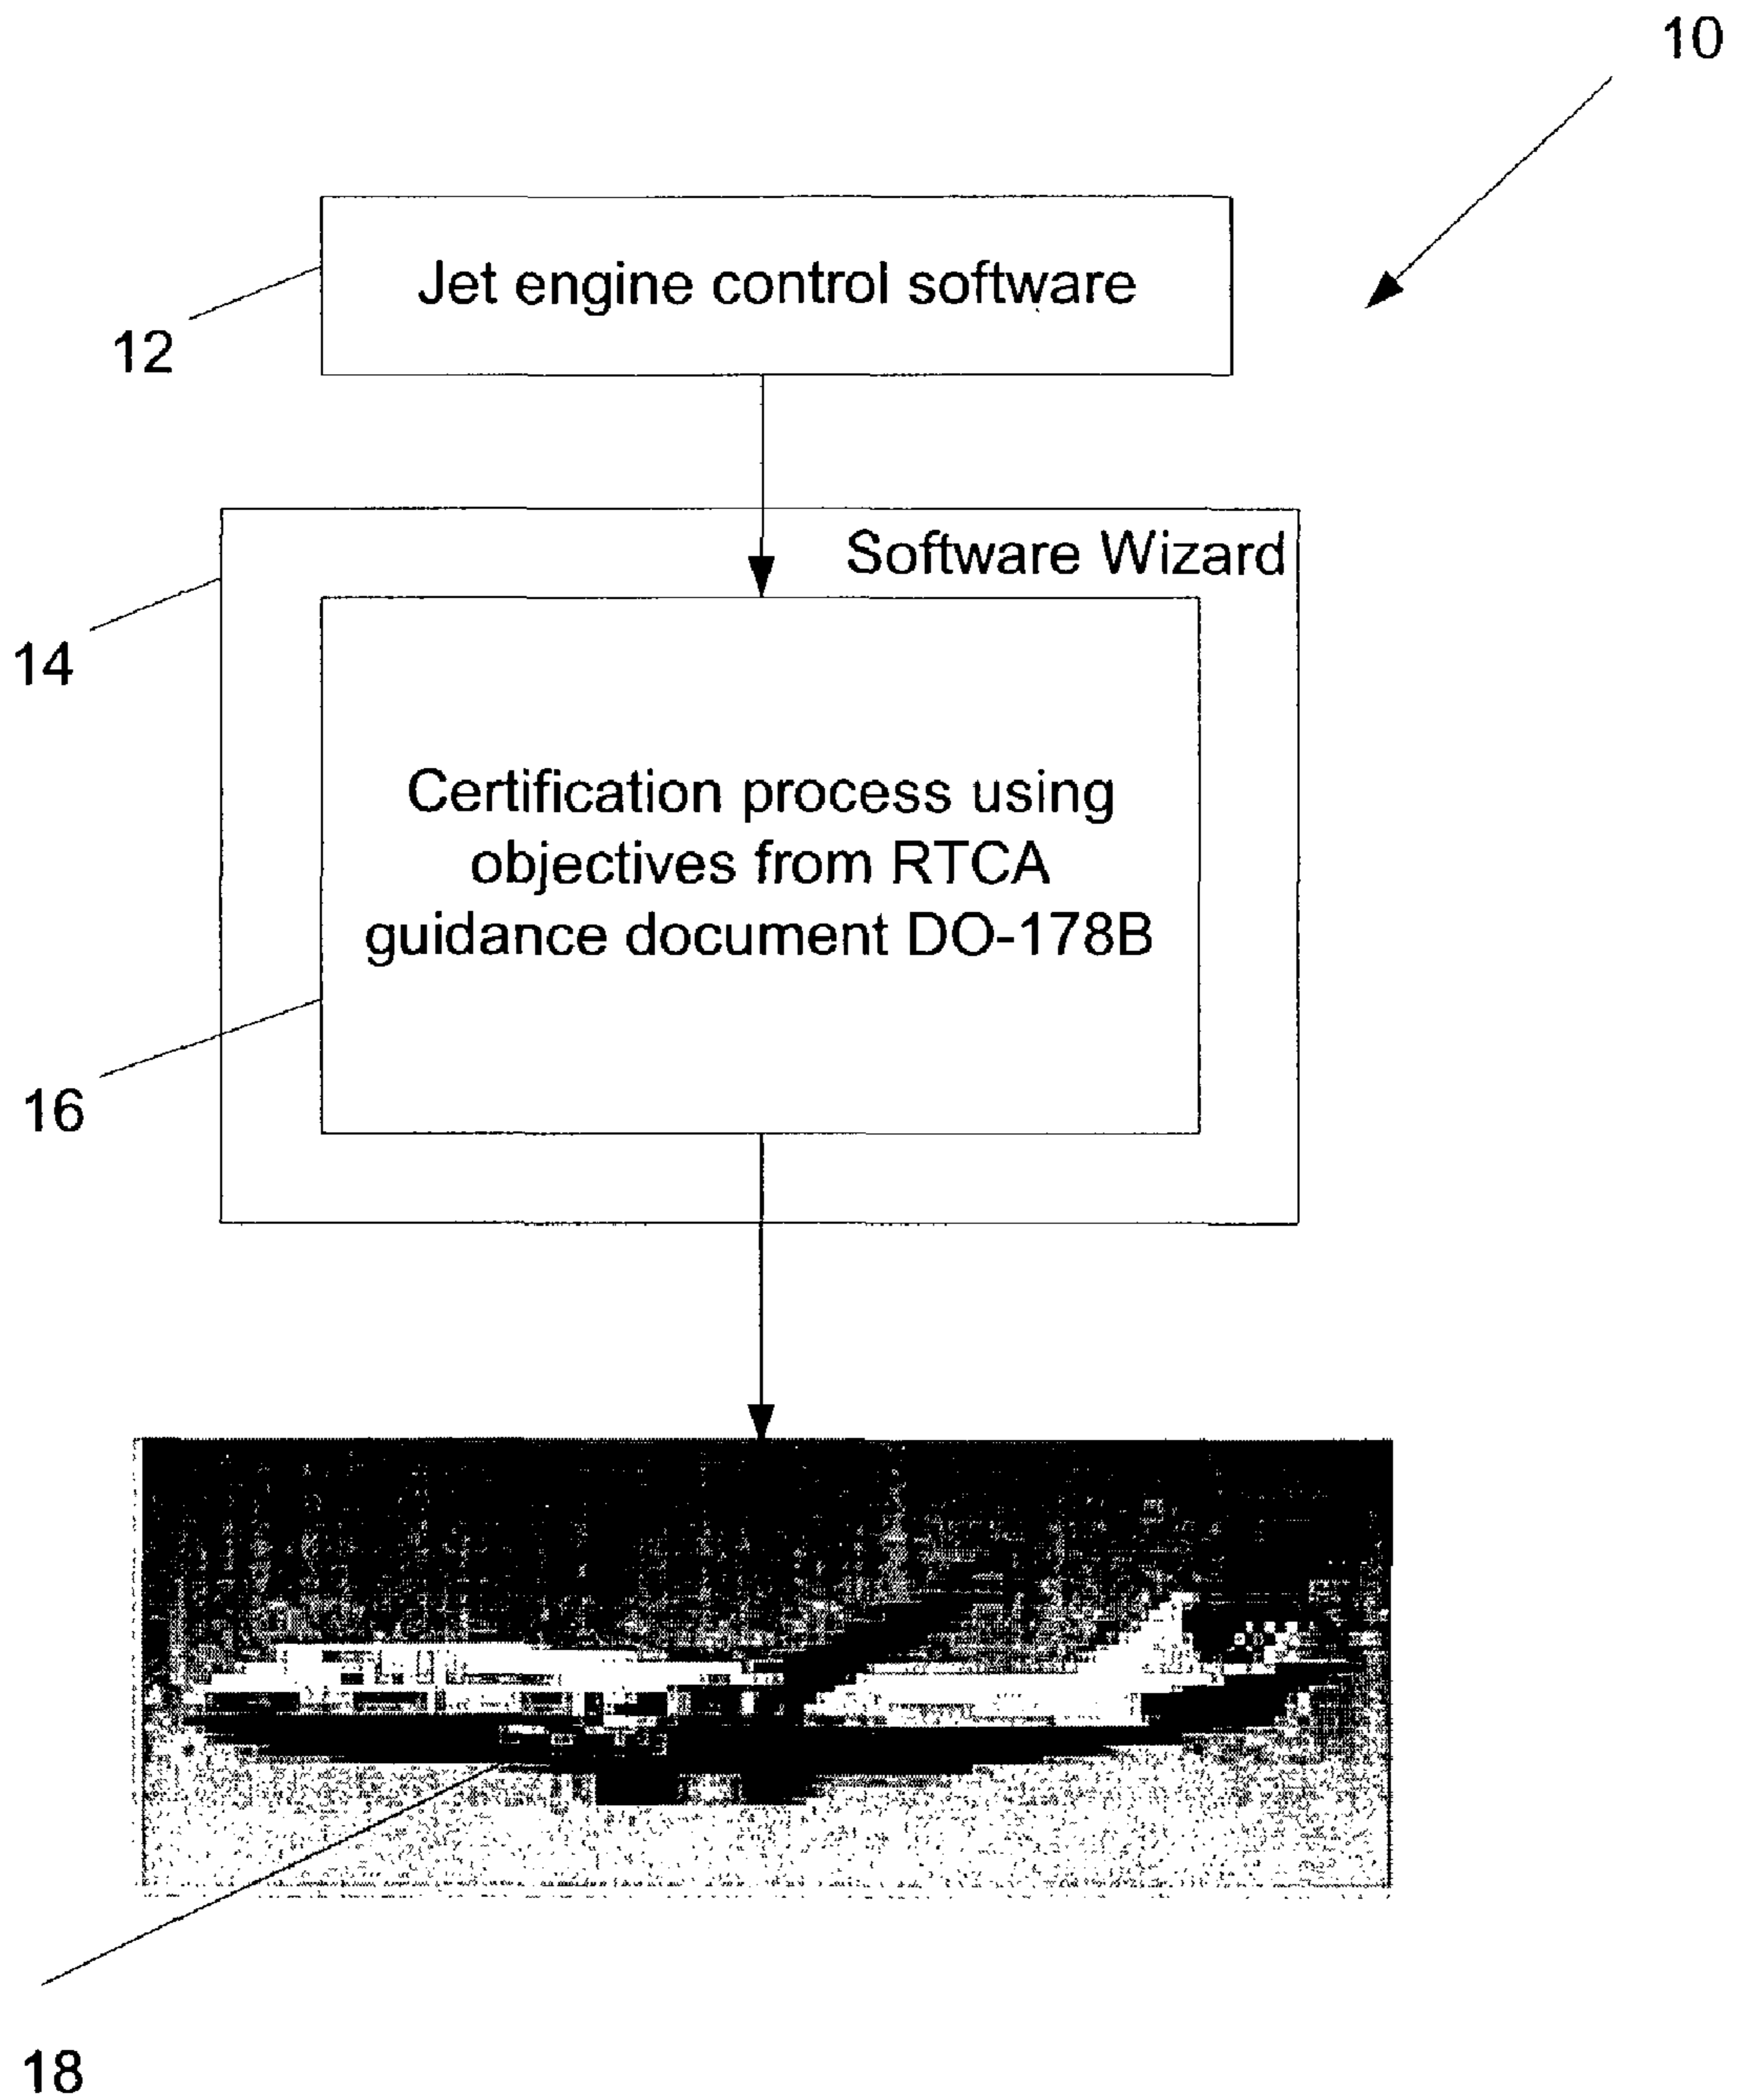 10
Jet engine control software
12
Software Wizard
14
Certification process using
objectives from RTCA
guidance document DO-178B
16
18